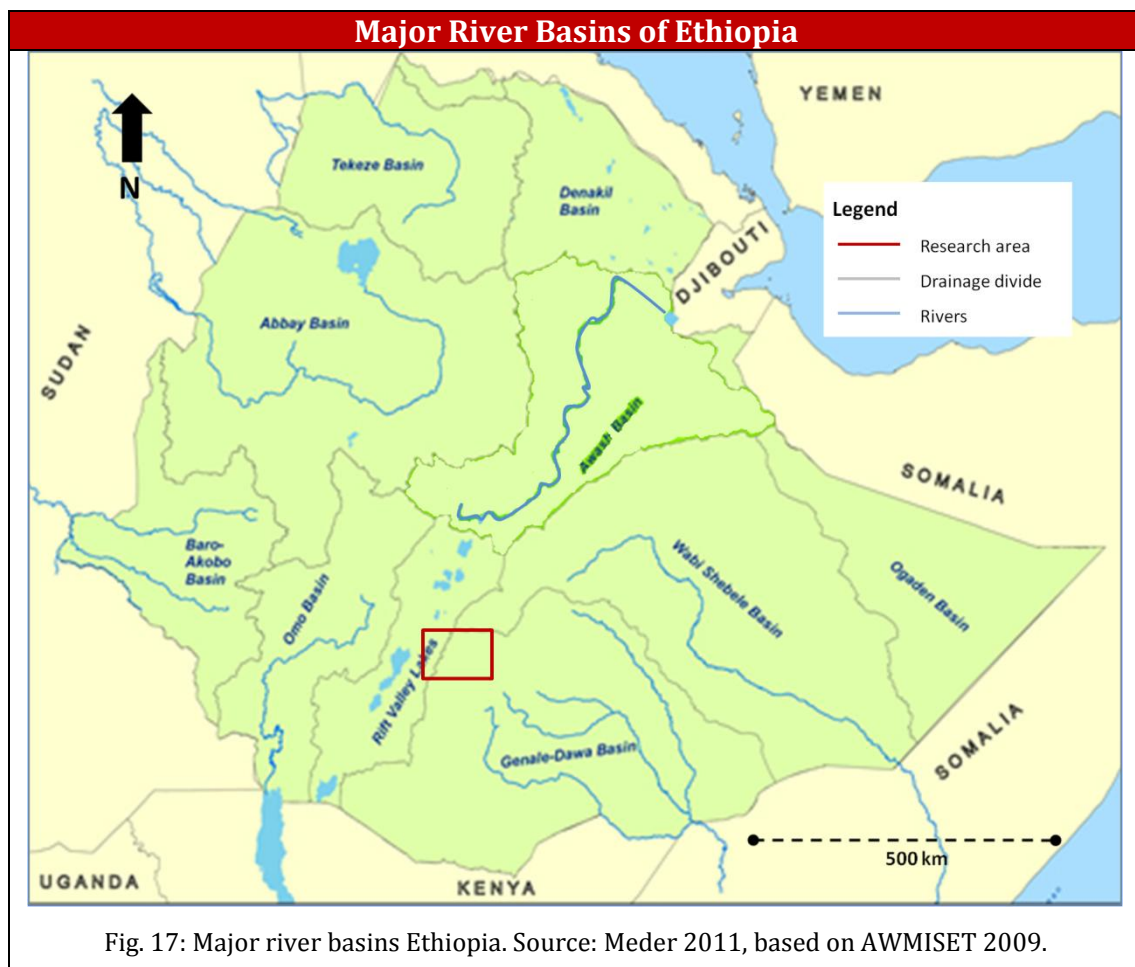 Major River Basins of Ethiopia
YEMEN
N
Tekeze Basin
Denakil
Basin
Legend
Research area
Drainage divide
Rivers
DJIBOUTI
Abbay Basin
SUDAN
Awash Basin
SOMALIA
Baro-
Akobo
Basin
Omo Basin
Wabi Shebele Basin
Ogaden Basin
Rift Valley Lakes
Genale-Dawa Basin
SOMALIA
500 km
UGANDA
KENYA
Fig. 17: Major river basins Ethiopia. Source: Meder 2011, based on AWMISET 2009.